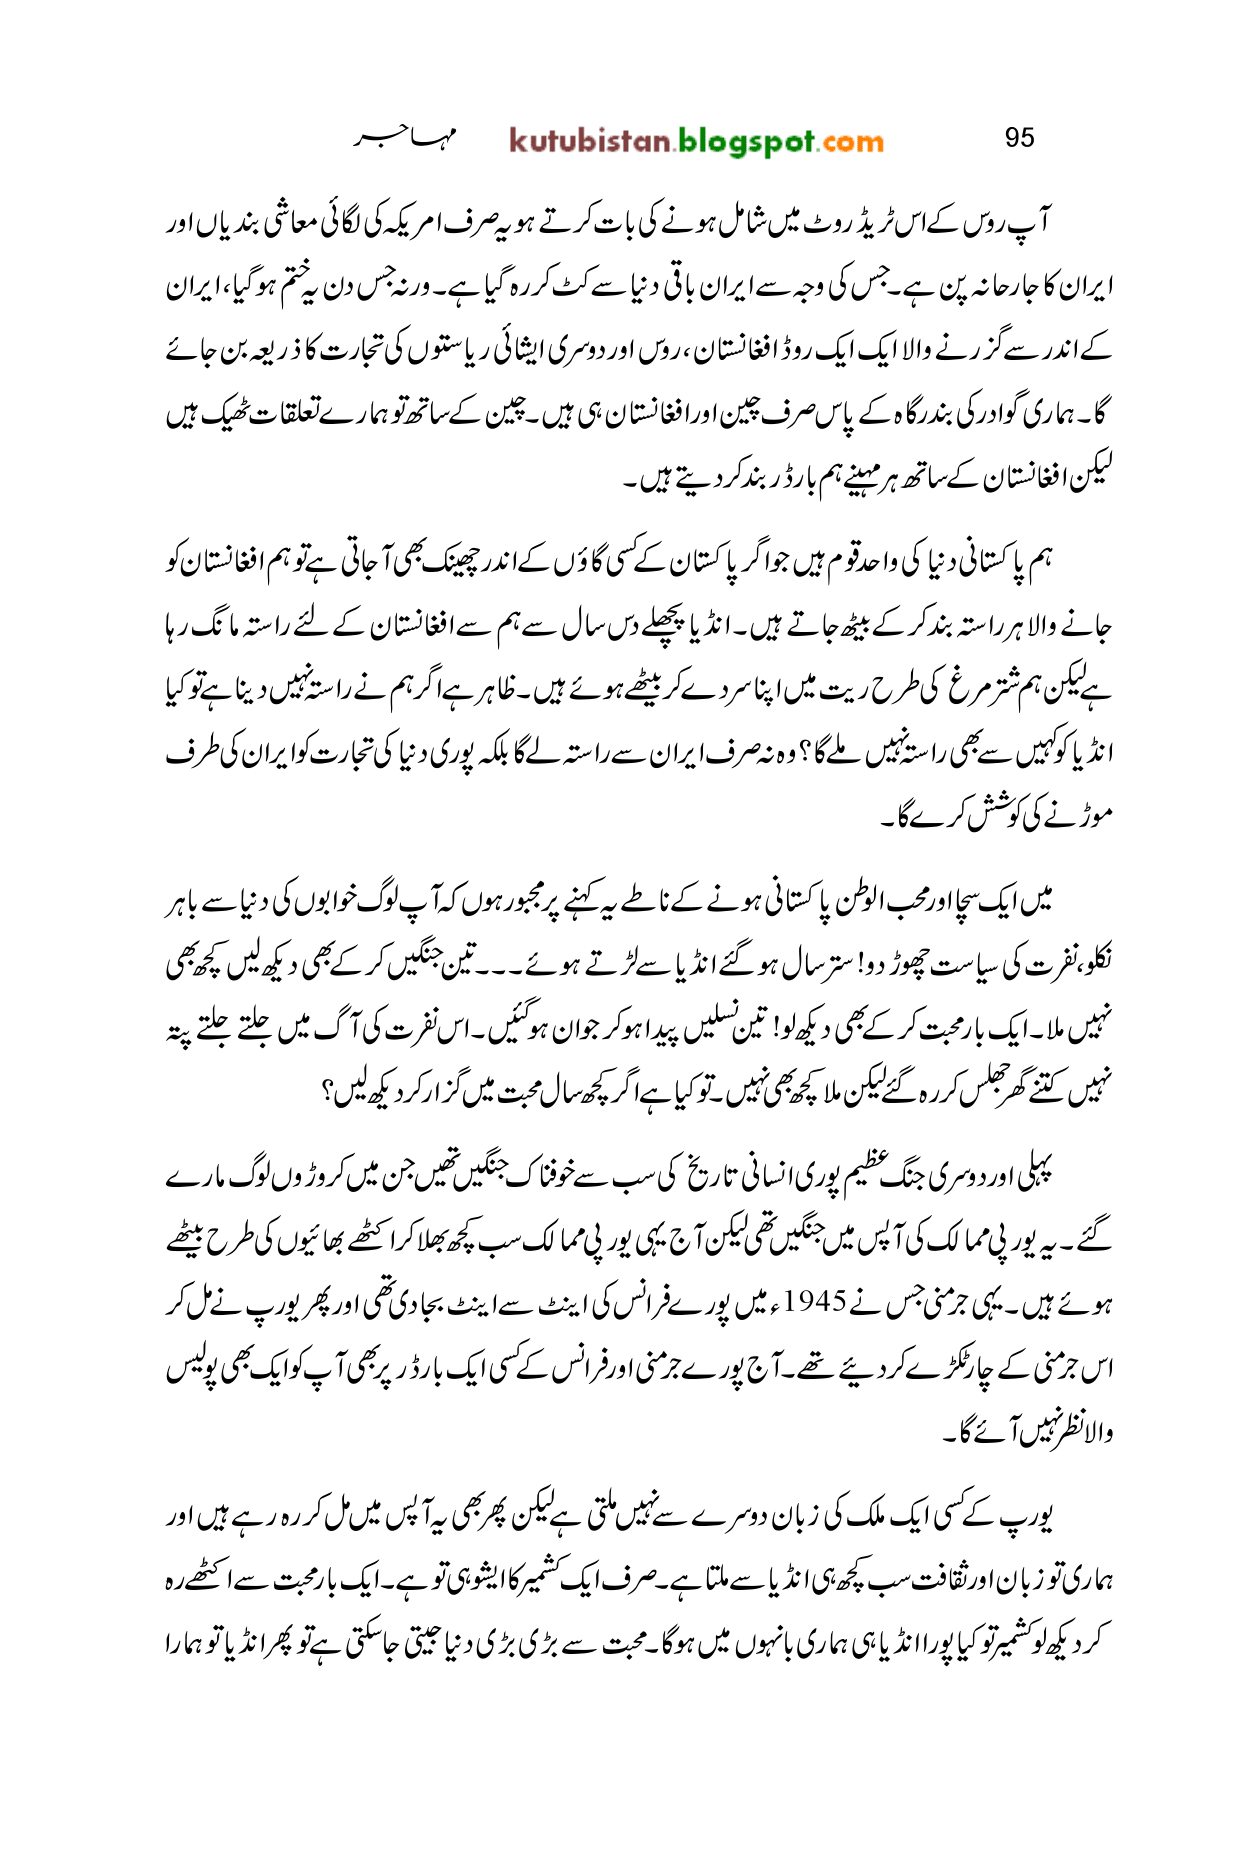 95 kutubistan.blogspot.com مہاجر
آپ روس کے اس ٹریڈ روٹ میں شامل ہونے کی بات کرتے ہو یہ صرف امریکہ کی لگائی معاشی بندیاں اور
ایران کا جارحانہ پن ہے۔ جس کی وجہ سے ایران باقی دنیا سے کٹ کر رہ گیا ہے۔ ورنہ جس دن یہ ختم ہو گیا، ایران
کے اندر سے گزرنے والا ایک ایک روڈ افغانستان، روس اور دوسری ایشائی ریاستوں کی تجارت کا ذریعہ بن جائے
گا۔ ہماری گوادر کی بندرگاہ کے پاس صرف چین اور افغانستان ہی ہیں۔ چین کے ساتھ تو ہمارے تعلقات ٹھیک ہیں
لیکن افغانستان کے ساتھ ہر مہینے ہم بارڈر بند کر دیتے ہیں۔
ہم پاکستانی دنیا کی واحد قوم ہیں جو اگر پاکستان کے کسی گاؤں کے اندر چھینک بھی آ جاتی ہے تو ہم افغانستان کو
جانے والا ہر راستہ بند کر کے بیٹھ جاتے ہیں۔ انڈیا پچھلے دس سال سے ہم سے افغانستان کے لئے راستہ مانگ رہا
ہے لیکن ہم شتر مرغ کی طرح ریت میں اپنا سر دے کر بیٹھے ہوئے ہیں۔ ظاہر ہے اگر ہم نے راستہ نہیں دینا ہے تو کیا
انڈیا کو کہیں سے بھی راستہ نہیں ملے گا؟ وہ نہ صرف ایران سے راستہ لے گا بلکہ پوری دنیا کی تجارت کو ایران کی طرف
موڑنے کی کوشش کرے گا۔
میں ایک سچا اور محب الوطن پاکستانی ہونے کے ناطے یہ کہنے پر مجبور ہوں کہ آپ لوگ خوابوں کی دنیا سے باہر
نکلو، نفرت کی سیاست چھوڑ دو! ستر سال ہو گئے انڈیا سے لڑتے ہوئے۔۔۔ تین جنگیں کر کے بھی دیکھ لیں کچھ بھی
نہیں ملا۔ ایک بار محبت کر کے بھی دیکھ لو! تین نسلیں پیدا ہو کر جوان ہو گئیں۔ اس نفرت کی آگ میں جلتے جلتے پتہ
نہیں کتنے گھر جھلس کر رہ گئے لیکن ملا کچھ بھی نہیں۔ تو کیا ہے اگر کچھ سال محبت میں گزار کر دیکھ لیں؟
پہلی اور دوسری جنگ عظیم پوری انسانی تاریخ کی سب سے خوفناک جنگیں تھیں جن میں کروڑوں لوگ مارے
گئے۔ یہ یورپی ممالک کی آپس میں جنگیں تھی لیکن آج یہی یورپی ممالک سب کچھ بھلا کر اکٹھے بھائیوں کی طرح بیٹھے
ہوئے ہیں۔ یہی جرمنی جس نے 1945ء میں پورے فرانس کی اینٹ سے اینٹ بجا دی تھی اور پھر یورپ نے مل کر
اس جرمنی کے چار ٹکڑے کر دیئے تھے۔ آج پورے جرمنی اور فرانس کے کسی ایک بارڈر پر بھی آپ کو ایک بھی پولیس
والا نظر نہیں آئے گا۔
یورپ کے کسی ایک ملک کی زبان دوسرے سے نہیں ملتی ہے لیکن پھر بھی یہ آپس میں مل کر رہ رہے ہیں اور
ہماری تو زبان اور ثقافت سب کچھ ہی انڈیا سے ملتا ہے۔ صرف ایک کشمیر کا ایشو ہی تو ہے۔ ایک بار محبت سے اکٹھے رہ
کر دیکھ لو کشمیر تو کیا پورا انڈیا ہی ہماری بانہوں میں ہوگا۔ محبت سے بڑی بڑی دنیا جیتی جا سکتی ہے تو پھر انڈیا تو ہمارا